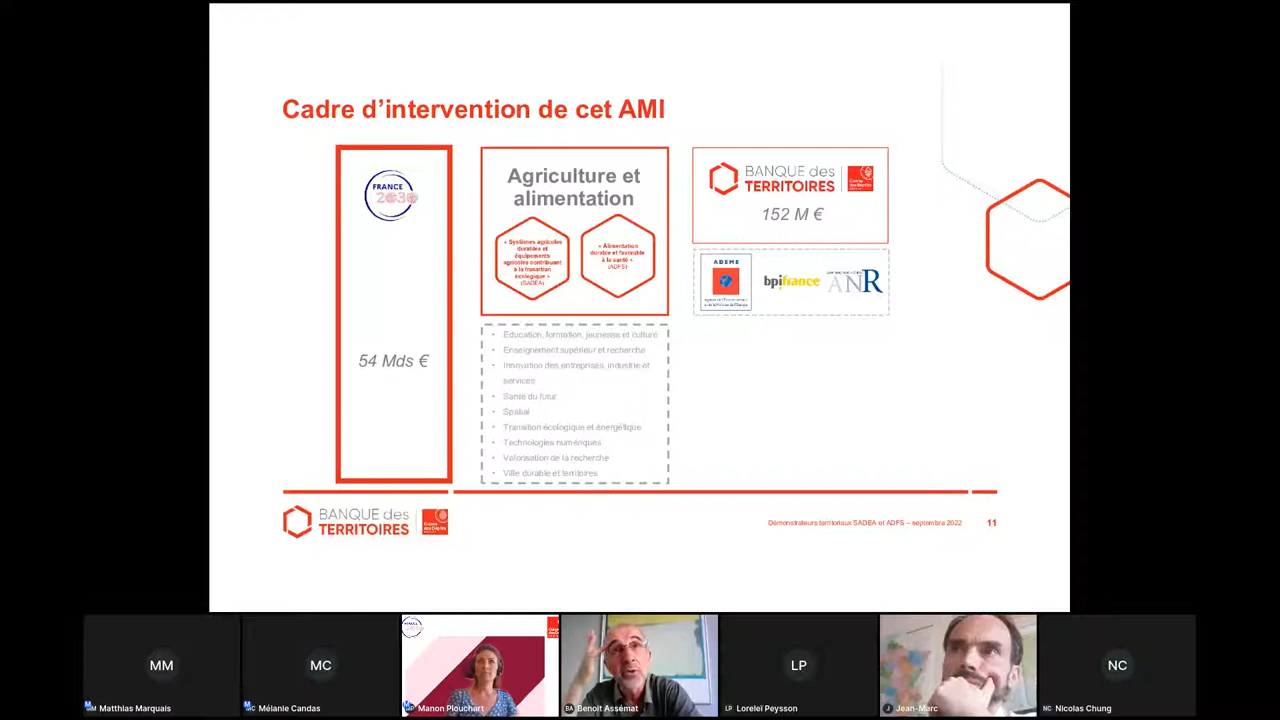 Cadre d'intervention de cet AMI
FRANCE
2030
54 Mds €
Agriculture et
alimentation
« Systèmes agricoles
durables et
équipements
agricoles contribuant
à la transition
écologique »
(SADEA)
« Alimentation
durable et favorable
à la santé »
(ADFS)
BANQUE des
TERRITOIRES
152 M €
ADEME
bpifrance
ANR
• Education, formation, jeunesse et culture
• Enseignement supérieur et recherche
• Innovation des entreprises, industrie et
services
• Santé du futur
• Spatial
• Transition écologique et énergétique
• Technologies numériques
• Valorisation de la recherche
• Ville durable et territoires
BANQUE des
TERRITOIRES
Démonstrateurs territoriaux SADEA et ADFS – septembre 2022
11
MM
Matthias Marquais
MC
Mélanie Candas
Manon Plouchart
BA
Benoit Assémat
LP
LP
Loreleï Peysson
J
Jean-Marc
NC
NC
Nicolas Chung